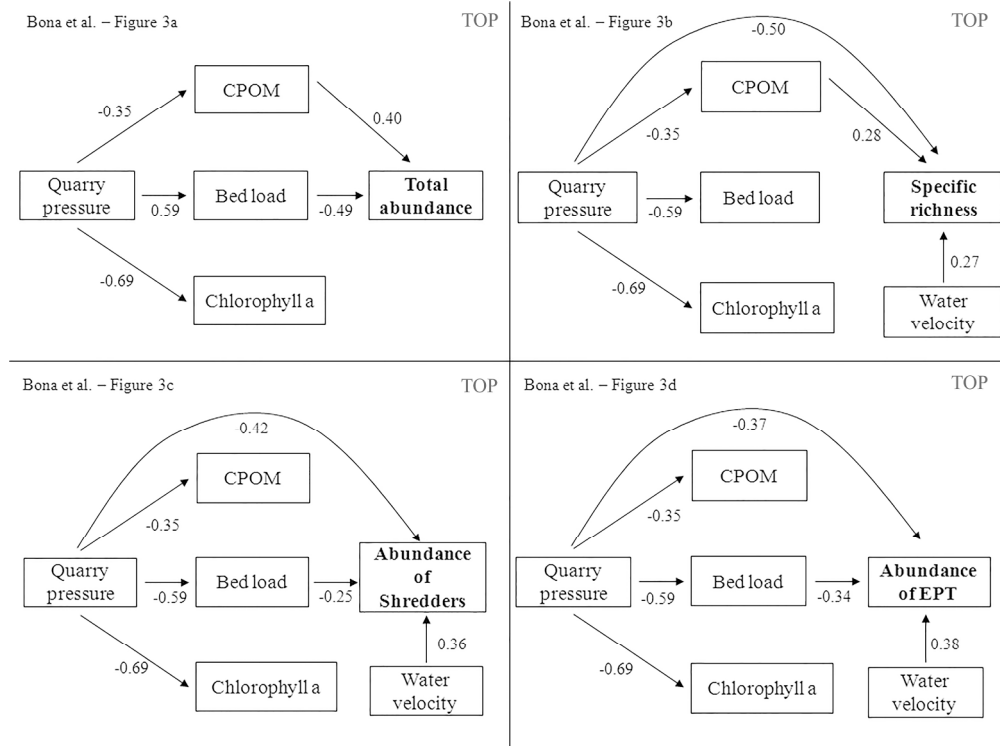 Bona et al. – Figure 3a
TOP
CPOM
-0.35
0.40
Quarry
pressure
0.59
Bed load
-0.49
Total
abundance
-0.69
Chlorophyll a
Bona et al. – Figure 3b
TOP
-0.50
CPOM
-0.35
0.28
Quarry
pressure
-0.59
Bed load
Specific
richness
-0.69
0.27
Chlorophyll a
Water
velocity
Bona et al. – Figure 3c
TOP
-0.42
CPOM
-0.35
Quarry
pressure
-0.59
Bed load
-0.25
Abundance
of
Shredders
-0.69
0.36
Chlorophyll a
Water
velocity
Bona et al. – Figure 3d
TOP
-0.37
CPOM
-0.35
Quarry
pressure
-0.59
Bed load
-0.34
Abundance
of EPT
-0.69
0.38
Chlorophyll a
Water
velocity